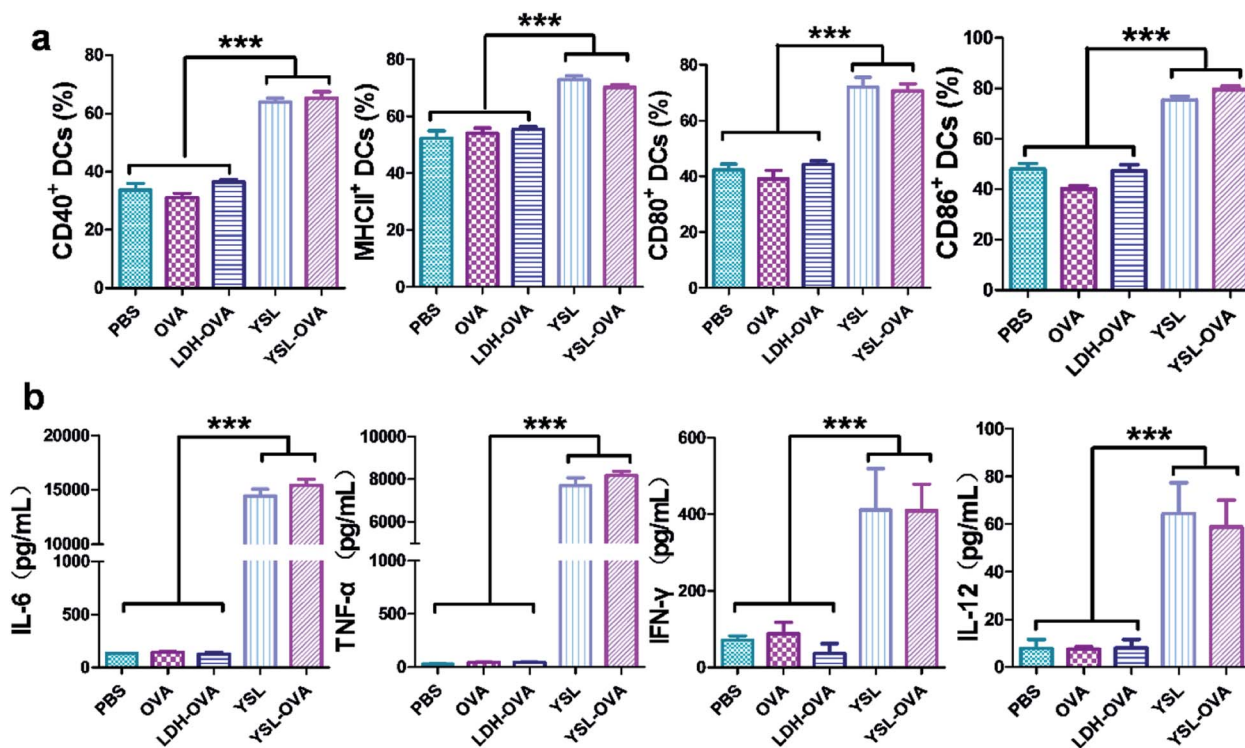 a
CD40⁺ DCs (%)
80
60
40
20
0
***
PBS
OVA
LDH-OVA
YSL
YSL-OVA
MHCII⁺ DCs (%)
80
60
40
20
0
***
PBS
OVA
LDH-OVA
YSL
YSL-OVA
CD80⁺ DCs (%)
80
60
40
20
0
***
PBS
OVA
LDH-OVA
YSL
YSL-OVA
CD86⁺ DCs (%)
100
80
60
40
20
0
***
PBS
OVA
LDH-OVA
YSL
YSL-OVA
b
IL-6 (pg/mL)
20000
15000
10000
1000
500
0
***
PBS
OVA
LDH-OVA
YSL
YSL-OVA
TNF-α (pg/mL)
10000
8000
6000
1000
500
0
***
PBS
OVA
LDH-OVA
YSL
YSL-OVA
IFN-γ (pg/mL)
600
400
200
0
***
PBS
OVA
LDH-OVA
YSL
YSL-OVA
IL-12 (pg/mL)
80
60
40
20
0
***
PBS
OVA
LDH-OVA
YSL
YSL-OVA